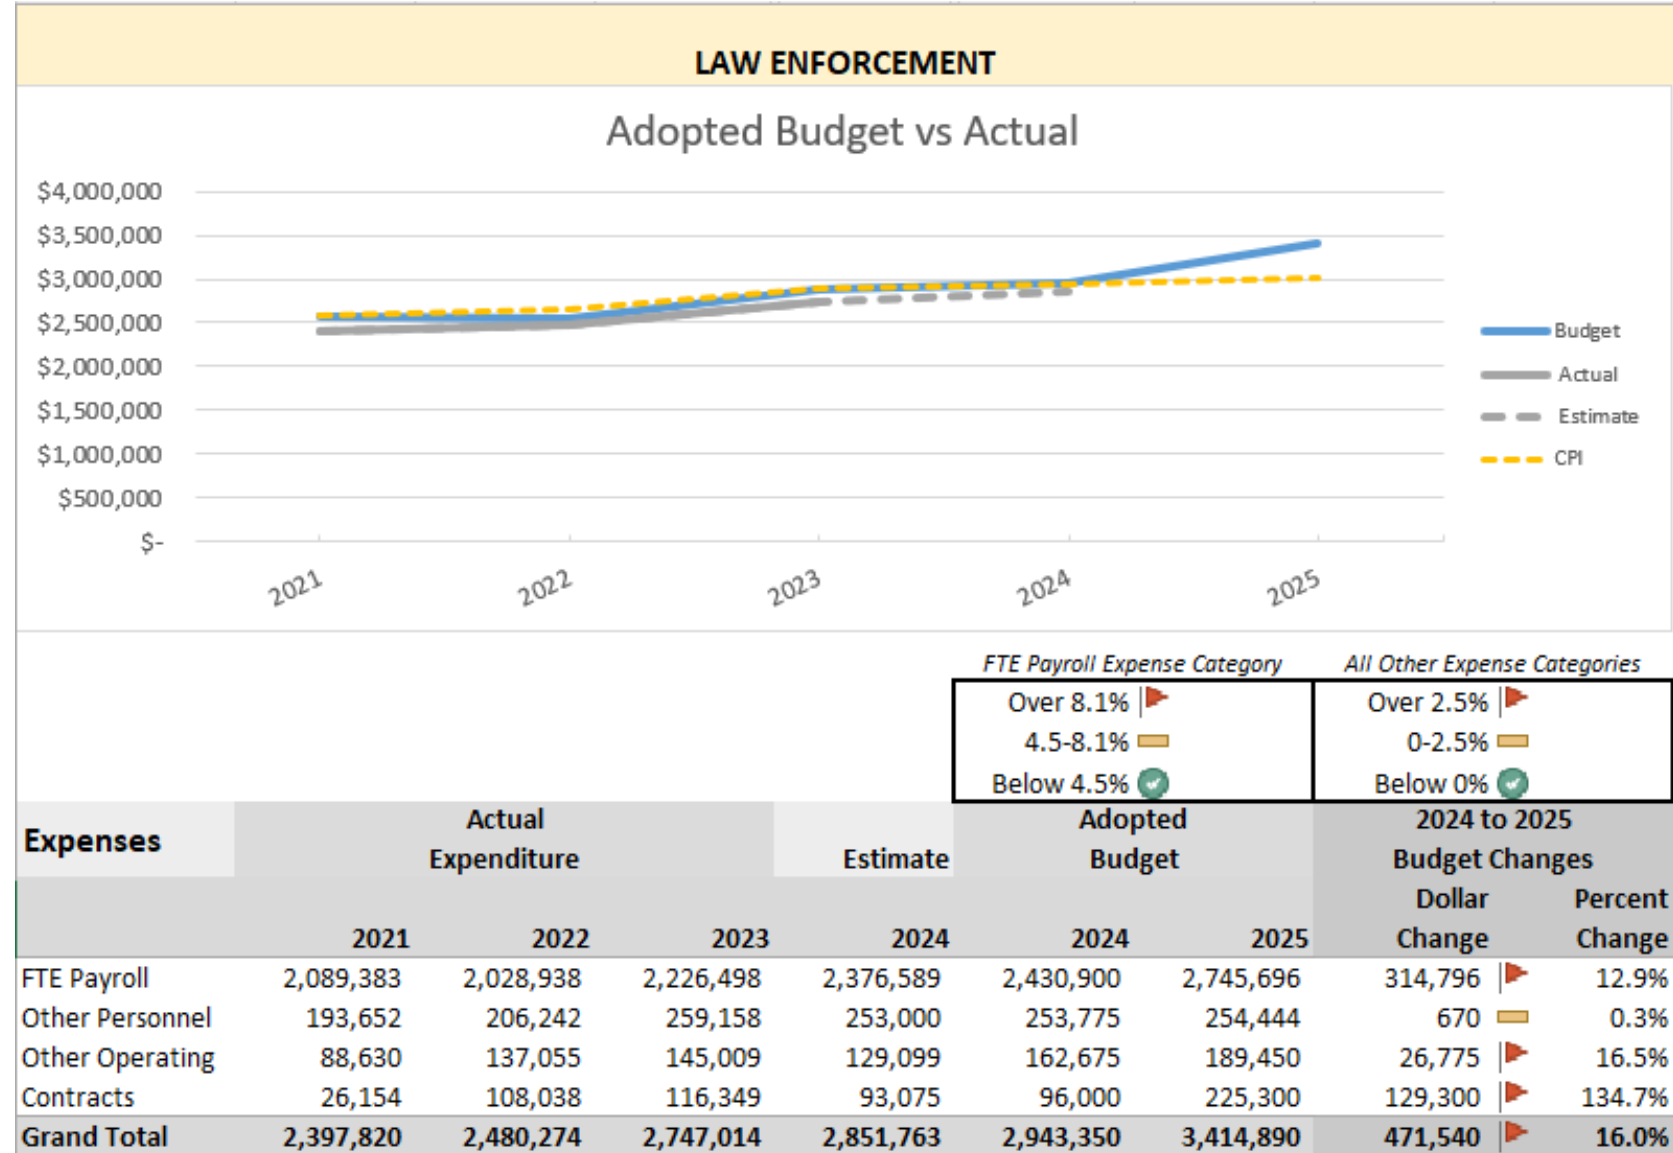 LAW ENFORCEMENT
Adopted Budget vs Actual
$4,000,000
$3,500,000
$3,000,000
$2,500,000
$2,000,000
$1,500,000
$1,000,000
$500,000
$-
2021 2022 2023 2024 2025
Budget
Actual
Estimate
CPI
FTE Payroll Expense Category All Other Expense Categories
Over 8.1% Over 2.5%
4.5-8.1% 0-2.5%
Below 4.5% Below 0%
Expenses Actual Expenditure Estimate Adopted Budget 2024 to 2025 Budget Changes
Dollar Percent
2021 2022 2023 2024 2024 2025 Change Change
FTE Payroll 2,089,383 2,028,938 2,226,498 2,376,589 2,430,900 2,745,696 314,796 12.9%
Other Personnel 193,652 206,242 259,158 253,000 253,775 254,444 670 0.3%
Other Operating 88,630 137,055 145,009 129,099 162,675 189,450 26,775 16.5%
Contracts 26,154 108,038 116,349 93,075 96,000 225,300 129,300 134.7%
Grand Total 2,397,820 2,480,274 2,747,014 2,851,763 2,943,350 3,414,890 471,540 16.0%